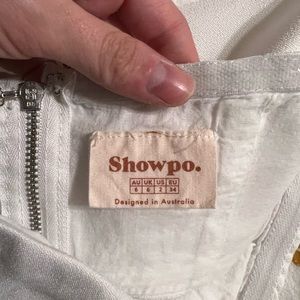 Showpo.
AU UK US EU
6 6 2 34
Designed in Australia